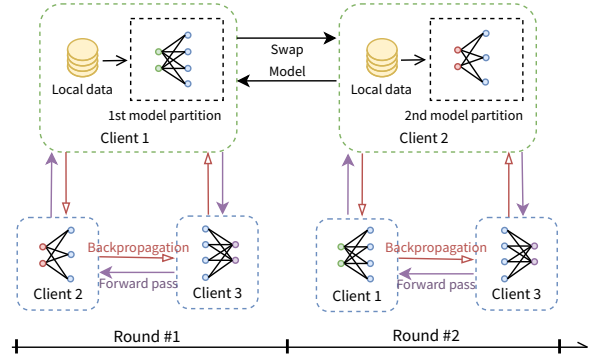 Local data
1st model partition
Client 1
Swap
Model
Local data
2nd model partition
Client 2
Client 2
Backpropagation
Forward pass
Client 3
Client 1
Backpropagation
Forward pass
Client 3
Round #1
Round #2